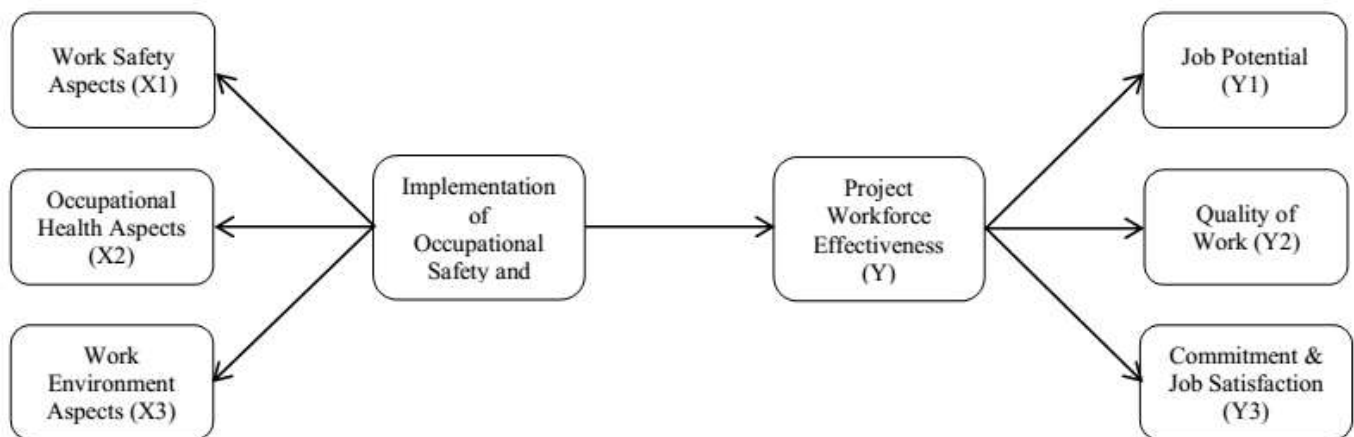 Work Safety
Aspects (X1)
Occupational
Health Aspects
(X2)
Work
Environment
Aspects (X3)
Implementation
of
Occupational
Safety and
Project
Workforce
Effectiveness
(Y)
Job Potential
(Y1)
Quality of
Work (Y2)
Commitment &
Job Satisfaction
(Y3)